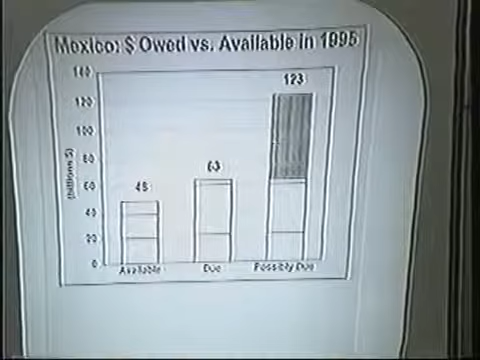 Mexico: $ Owed vs. Available in 1995
140
123
120
100
80
63
60
48
40
20
0
(billions $)
Available
Due
Possibly Due